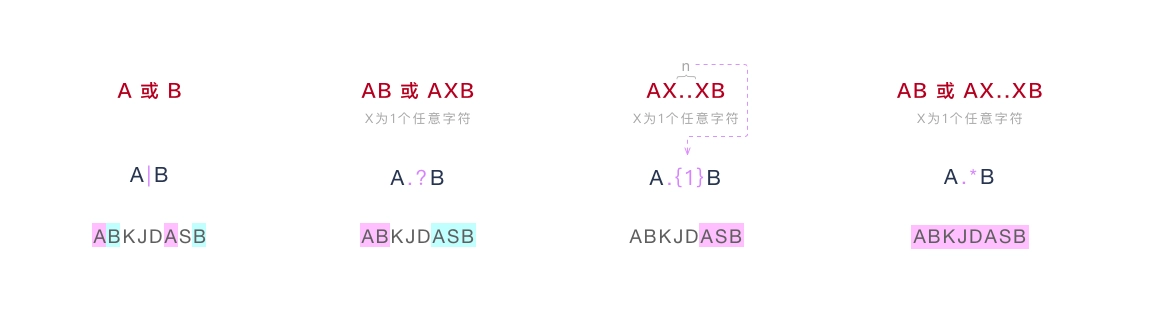 n
A 或 B
AB 或 AXB
AX..XB
AB 或 AX..XB
X为1个任意字符
X为1个任意字符
X为1个任意字符
A|B
A.?B
A.{1}B
A.*B
ABKJDASB
ABKJDASB
ABKJDASB
ABKJDASB